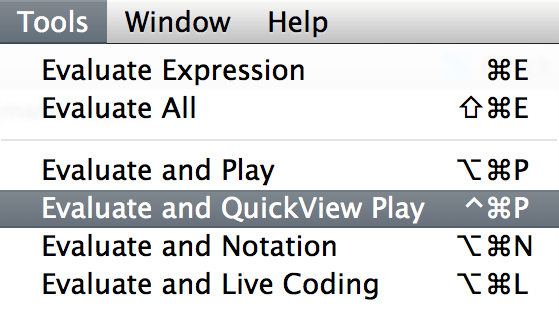 Tools Window Help
Evaluate Expression ⌘E
Evaluate All ⇧⌘E
Evaluate and Play ⌥⌘P
Evaluate and QuickView Play ^⌘P
Evaluate and Notation ⌥⌘N
Evaluate and Live Coding ⌥⌘L